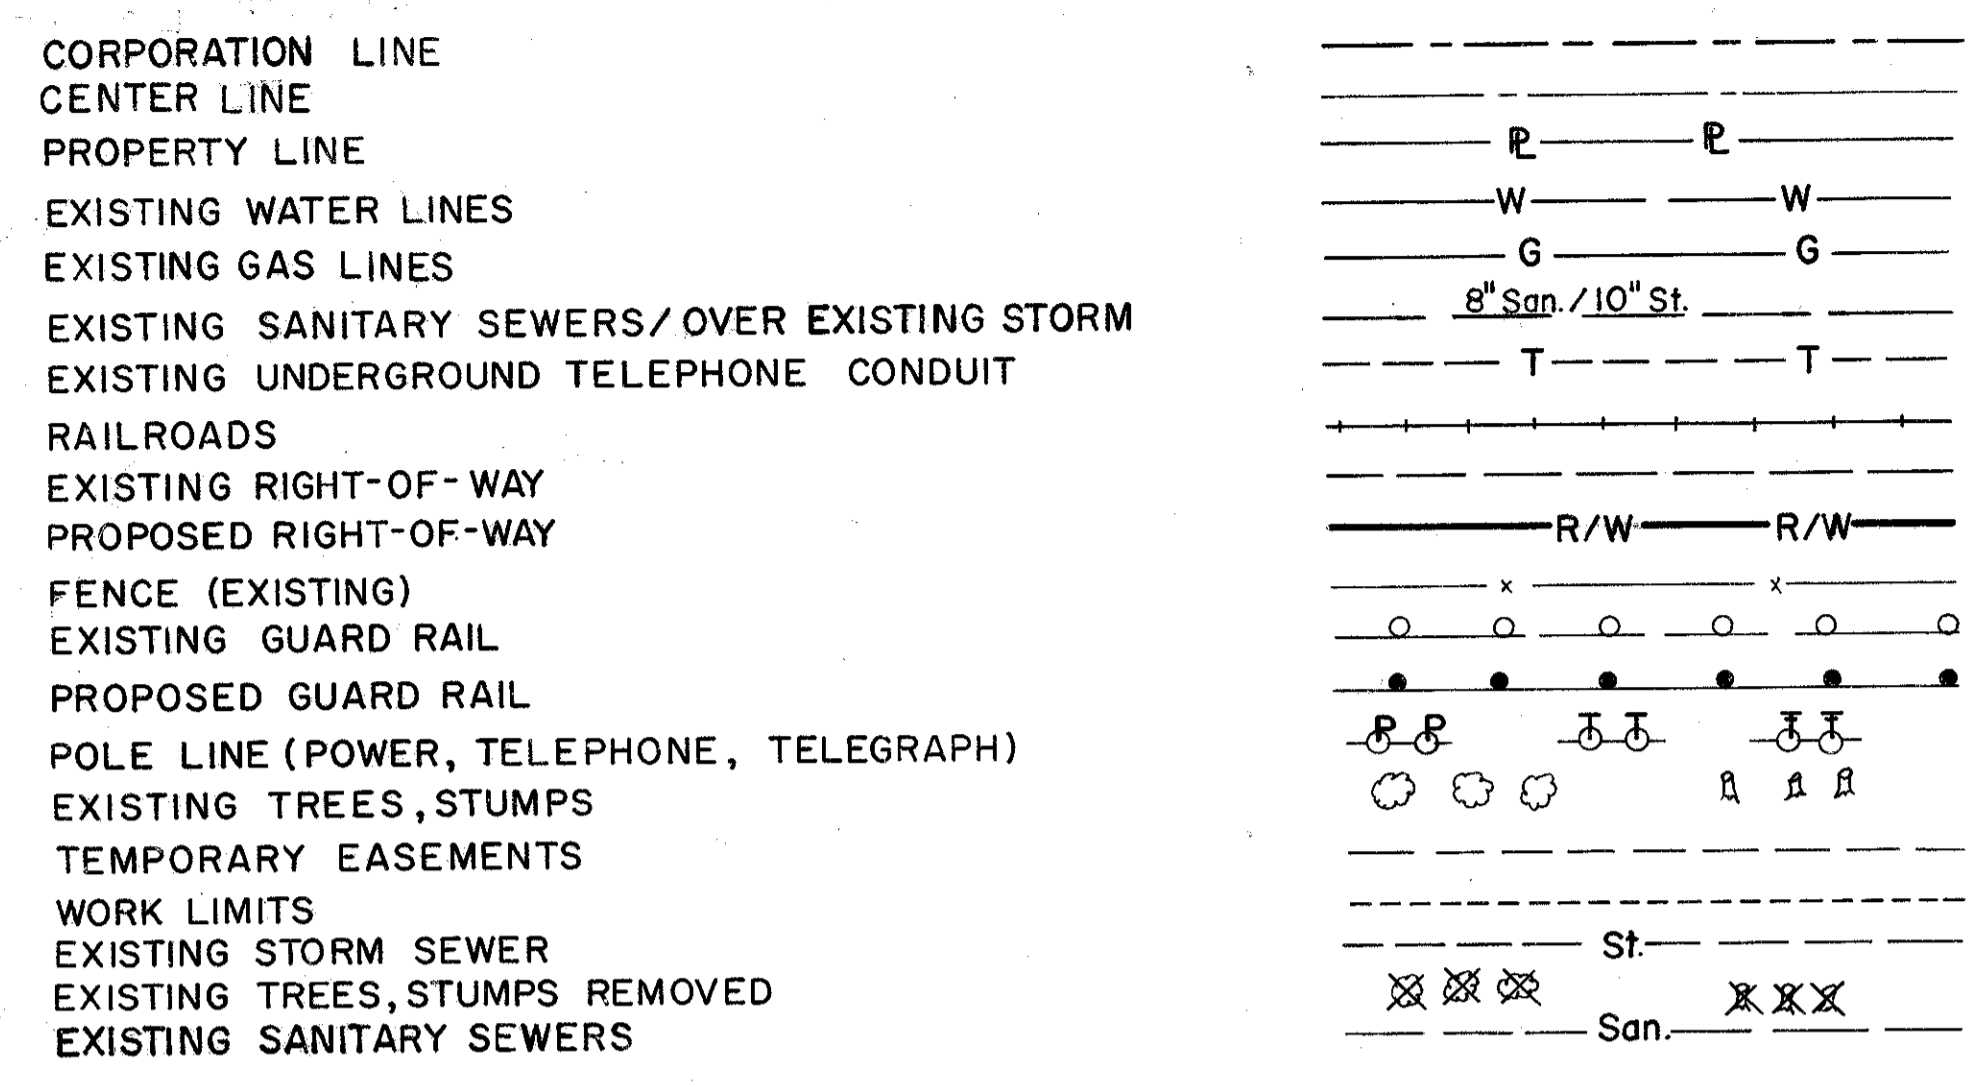 CORPORATION LINE
CENTER LINE
PROPERTY LINE ℙL ℙL
EXISTING WATER LINES W W
EXISTING GAS LINES G G
EXISTING SANITARY SEWERS/OVER EXISTING STORM 8" San./10" St.
EXISTING UNDERGROUND TELEPHONE CONDUIT T T
RAILROADS
EXISTING RIGHT-OF-WAY
PROPOSED RIGHT-OF-WAY R/W R/W
FENCE (EXISTING) x x
EXISTING GUARD RAIL
PROPOSED GUARD RAIL
POLE LINE (POWER, TELEPHONE, TELEGRAPH) P P T T T T
EXISTING TREES, STUMPS
TEMPORARY EASEMENTS
WORK LIMITS
EXISTING STORM SEWER St.
EXISTING TREES, STUMPS REMOVED
EXISTING SANITARY SEWERS San.